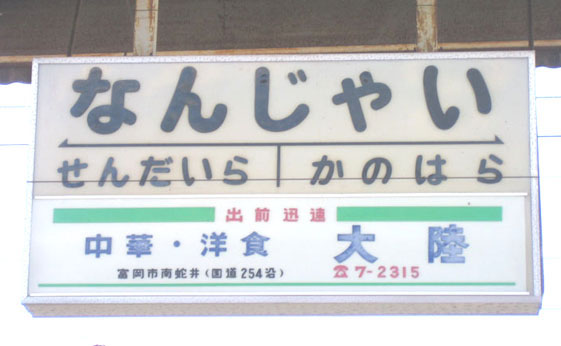 なんじゃい
せんだいら かのはら
出前迅速
中華・洋食 大陸
富岡市南蛇井(国道254沿) ☎7-2315